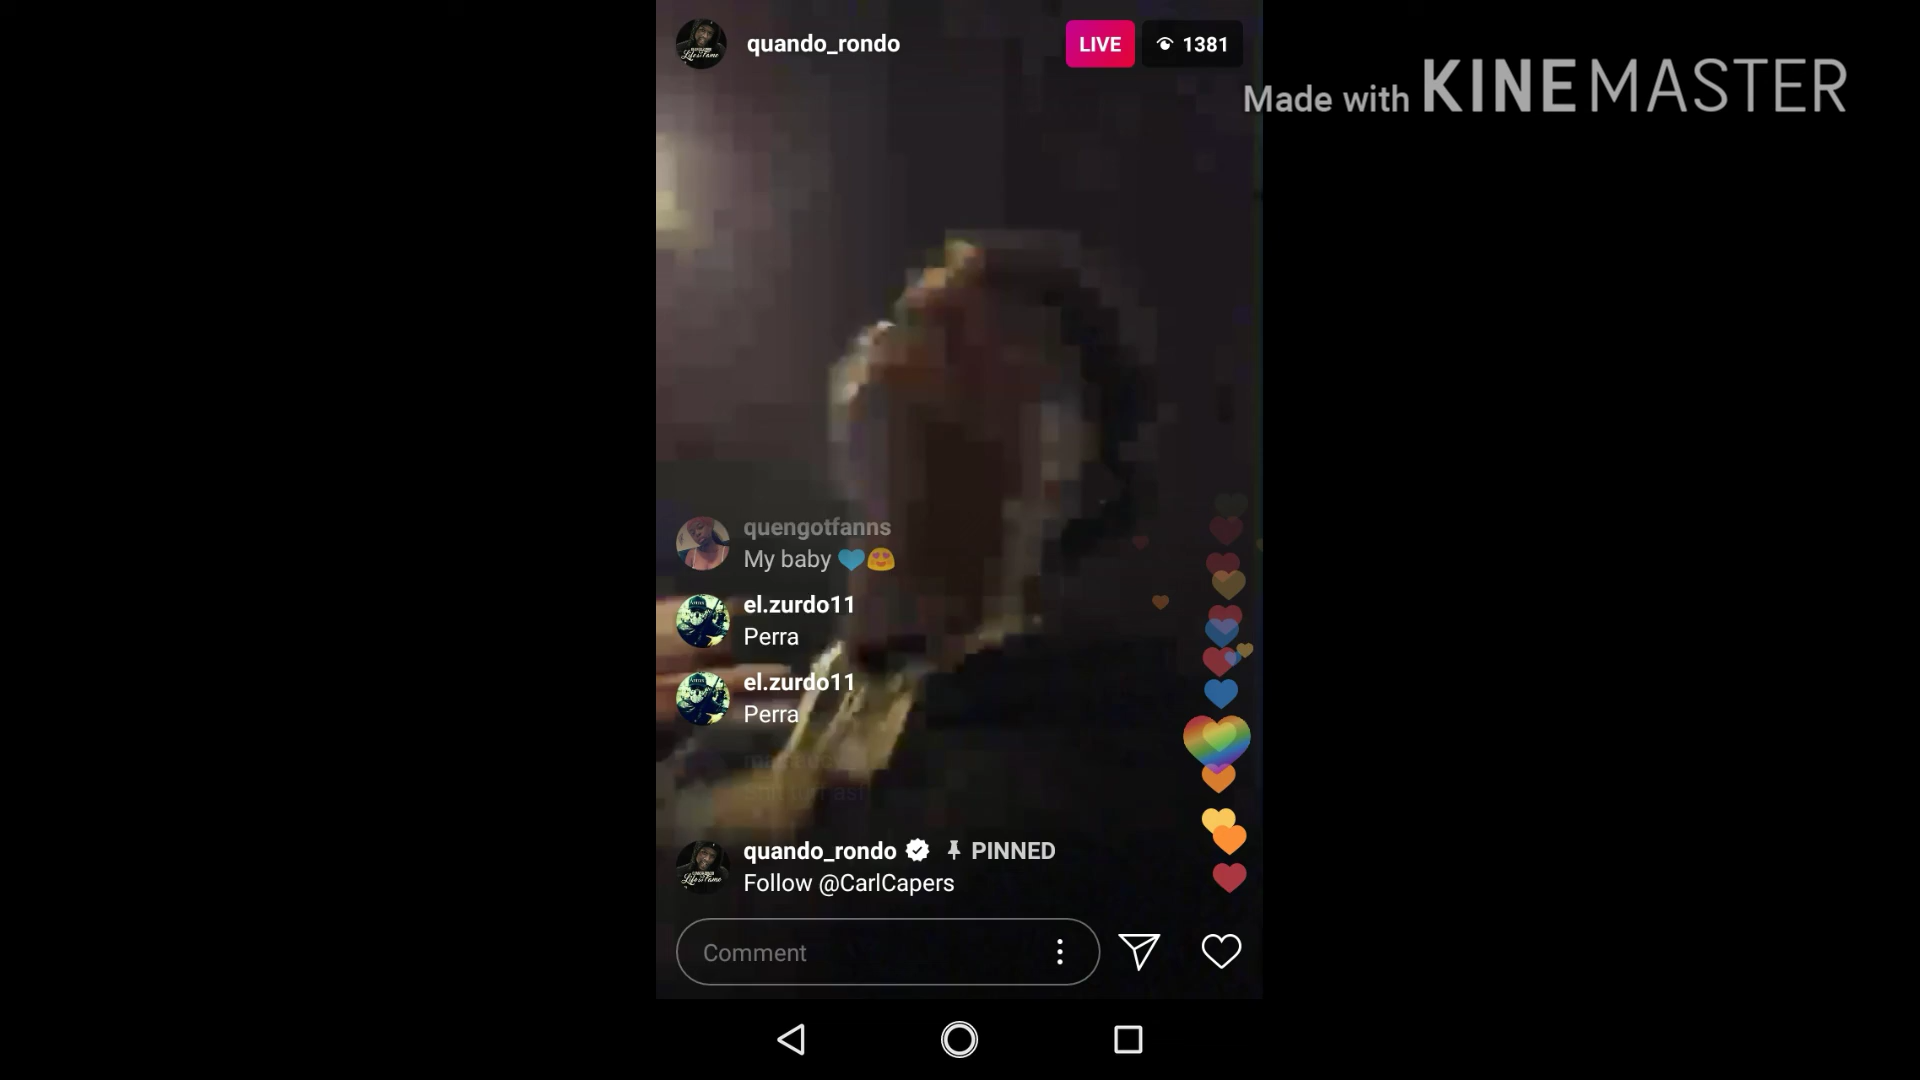 quando_rondo
LIVE
1381
Made with KINEMASTER
quengotfanns
My baby 🩵😍
el.zurdo11
Perra
el.zurdo11
Perra
quando_rondo PINNED
Follow @CarlCapers
Comment